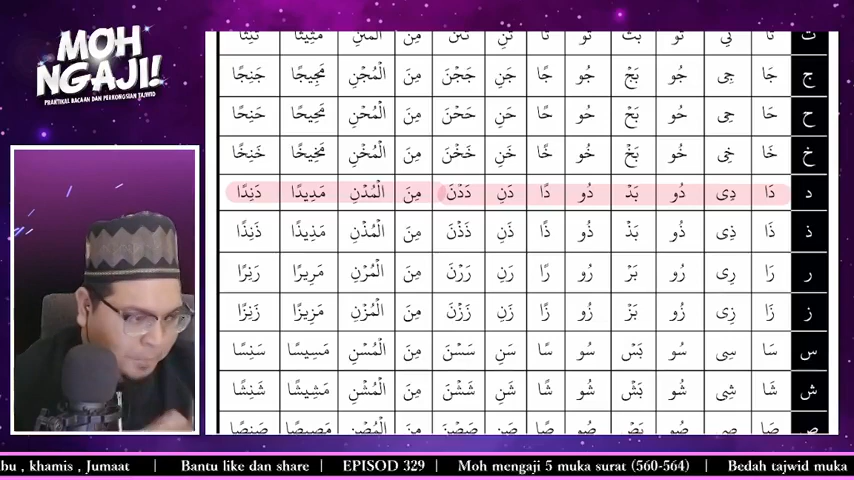 MOH
NGAJI!
PRAKTIKAL BACAAN DAN PERKONGSIAN TAJWID
ج جَا جِى جُو بَجْ جُو جًا جَنِ جَجْنَ مِنَ الْمُجْنِ مَجِيجًا جَنِجًا
ح حَا حِى حُو بَحْ حُو حًا حَنِ حَحْنَ مِنَ الْمُحْنِ مَحِيحًا حَنِحًا
خ خَا خِى خُو بَخْ خُو خًا خَنِ خَخْنَ مِنَ الْمُخْنِ مَخِيخًا خَنِخًا
د دَا دِى دُو بَدْ دُو دًا دَنِ دَدْنَ مِنَ الْمُدْنِ مَدِيدًا دَنِدًا
ذ ذَا ذِى ذُو بَذْ ذُو ذًا ذَنِ ذَذْنَ مِنَ الْمُذْنِ مَذِيذًا ذَنِذًا
ر رَا رِى رُو بَرْ رُو رًا رَنِ رَرْنَ مِنَ الْمُرْنِ مَرِيرًا رَنِرًا
ز زَا زِى زُو بَزْ زُو زًا زَنِ زَزْنَ مِنَ الْمُزْنِ مَزِيزًا زَنِزًا
س سَا سِى سُو بَسْ سُو سًا سَنِ سَسْنَ مِنَ الْمُسْنِ مَسِيسًا سَنِسًا
ش شَا شِى شُو بَشْ شُو شًا شَنِ شَشْنَ مِنَ الْمُشْنِ مَشِيشًا شَنِشًا
, khamis , Jumaat | Bantu like dan share | EPISOD 329 | Moh mengaji 5 muka surat (560-564) | Bedah tajwid muka